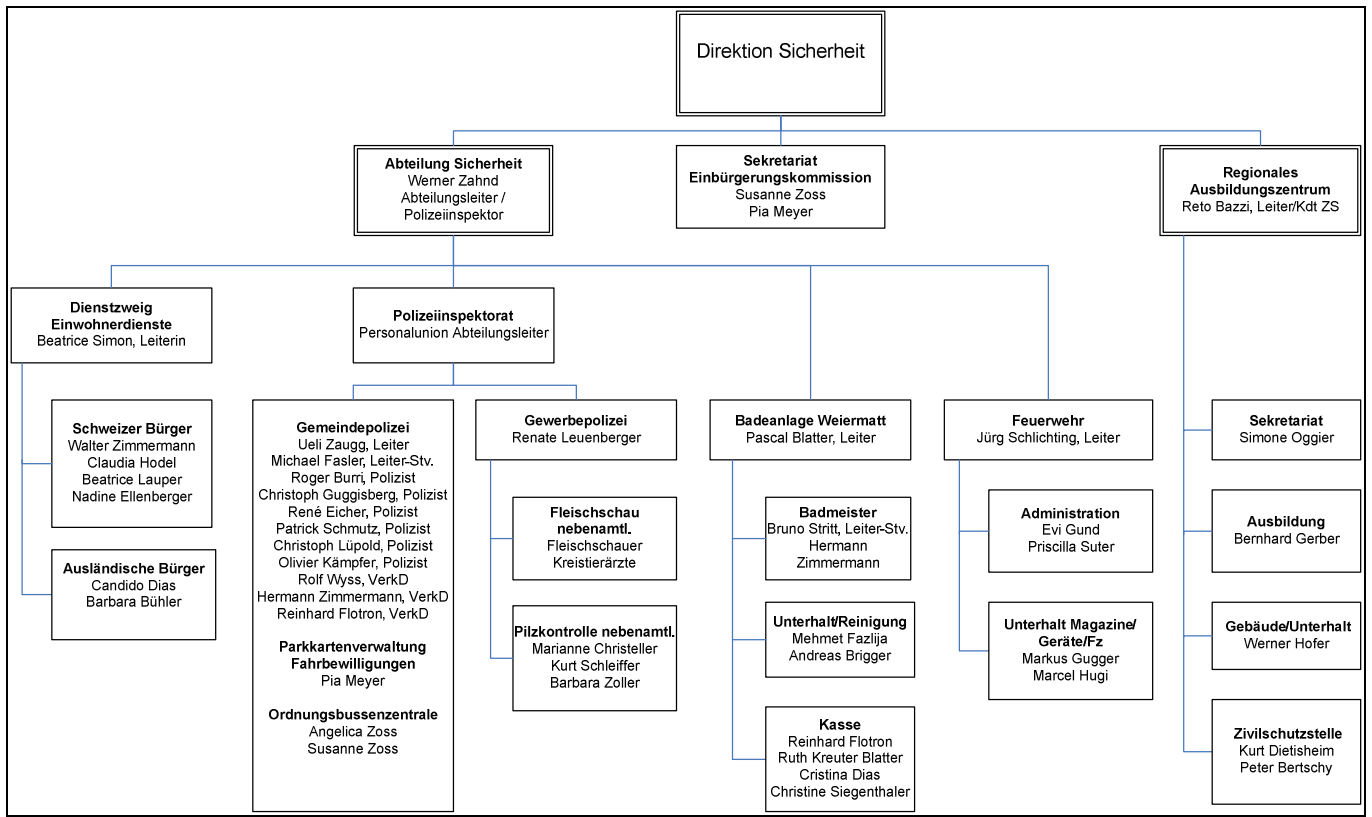 Direktion Sicherheit
Abteilung Sicherheit
Werner Zahnd
Abteilungsleiter /
Polizeiinspektor
Sekretariat
Einbürgerungskommission
Susanne Zoss
Pia Meyer
Regionales
Ausbildungszentrum
Reto Bazzi, Leiter/Kdt ZS
Dienstzweig
Einwohnerdienste
Beatrice Simon, Leiterin
Polizeiinspektorat
Personalunion Abteilungsleiter
Schweizer Bürger
Walter Zimmermann
Claudia Hodel
Beatrice Lauper
Nadine Ellenberger
Ausländische Bürger
Candido Dias
Barbara Bühler
Gemeindepolizei
Ueli Zaugg, Leiter
Michael Fasler, Leiter-Stv.
Roger Burri, Polizist
Christoph Guggisberg, Polizist
René Eicher, Polizist
Patrick Schmutz, Polizist
Christoph Lüpold, Polizist
Olivier Kämpfer, Polizist
Rolf Wyss, VerkD
Hermann Zimmermann, VerkD
Reinhard Flotron, VerkD
Parkkartenverwaltung
Fahrbewilligungen
Pia Meyer
Ordnungsbussenzentrale
Angelica Zoss
Susanne Zoss
Gewerbepolizei
Renate Leuenberger
Fleischschau
nebenamtl.
Fleischschauer
Kreistierärzte
Pilzkontrolle nebenamtl.
Marianne Christeller
Kurt Schleiffer
Barbara Zoller
Badeanlage Weiermatt
Pascal Blatter, Leiter
Badmeister
Bruno Stritt, Leiter-Stv.
Hermann
Zimmermann
Unterhalt/Reinigung
Mehmet Fazlija
Andreas Brigger
Kasse
Reinhard Flotron
Ruth Kreuter Blatter
Cristina Dias
Christine Siegenthaler
Feuerwehr
Jürg Schlichting, Leiter
Administration
Evi Gund
Priscilla Suter
Unterhalt Magazine/
Geräte/Fz
Markus Gugger
Marcel Hugi
Sekretariat
Simone Oggier
Ausbildung
Bernhard Gerber
Gebäude/Unterhalt
Werner Hofer
Zivilschutzstelle
Kurt Dietisheim
Peter Bertschy